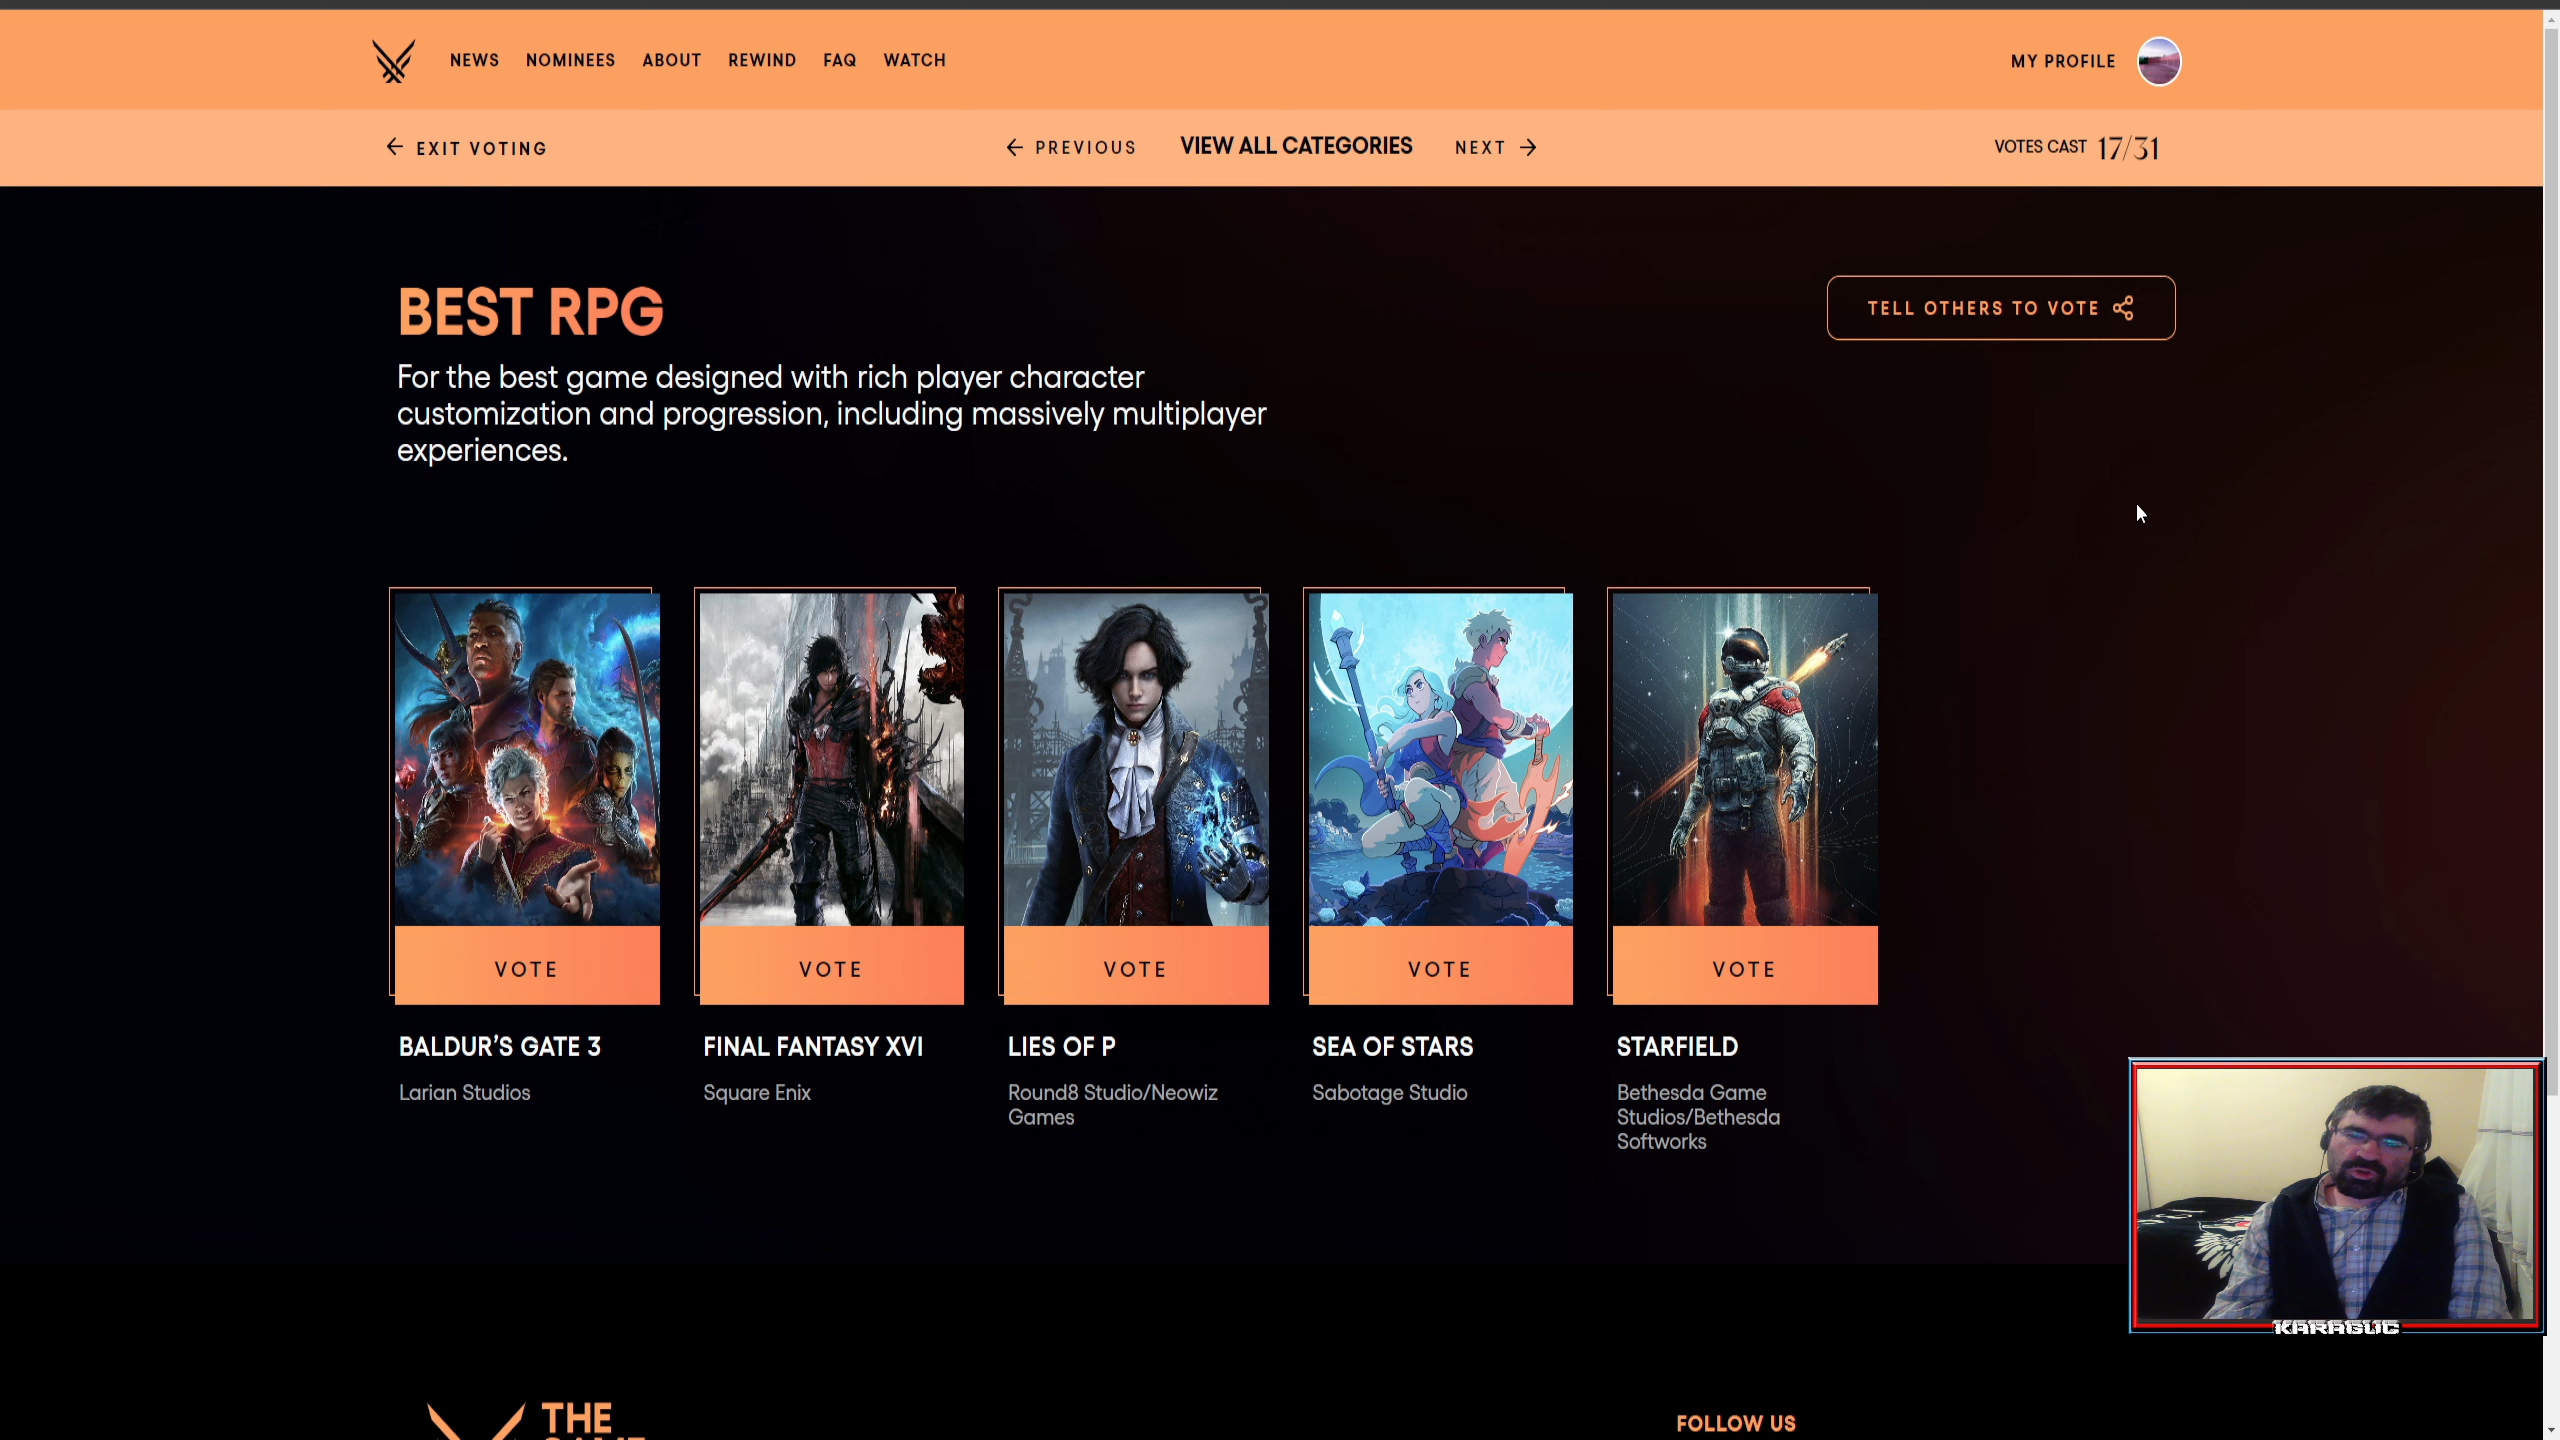 NEWS NOMINEES ABOUT REWIND FAQ WATCH MY PROFILE
← EXIT VOTING ← PREVIOUS VIEW ALL CATEGORIES NEXT → VOTES CAST 17/31
BEST RPG
TELL OTHERS TO VOTE
For the best game designed with rich player character
customization and progression, including massively multiplayer
experiences.
VOTE VOTE VOTE VOTE VOTE
BALDUR’S GATE 3 FINAL FANTASY XVI LIES OF P SEA OF STARS STARFIELD
Larian Studios Square Enix Round8 Studio/Neowiz Sabotage Studio Bethesda Game
Games Studios/Bethesda
Softworks
KARAGUC
THE
FOLLOW US